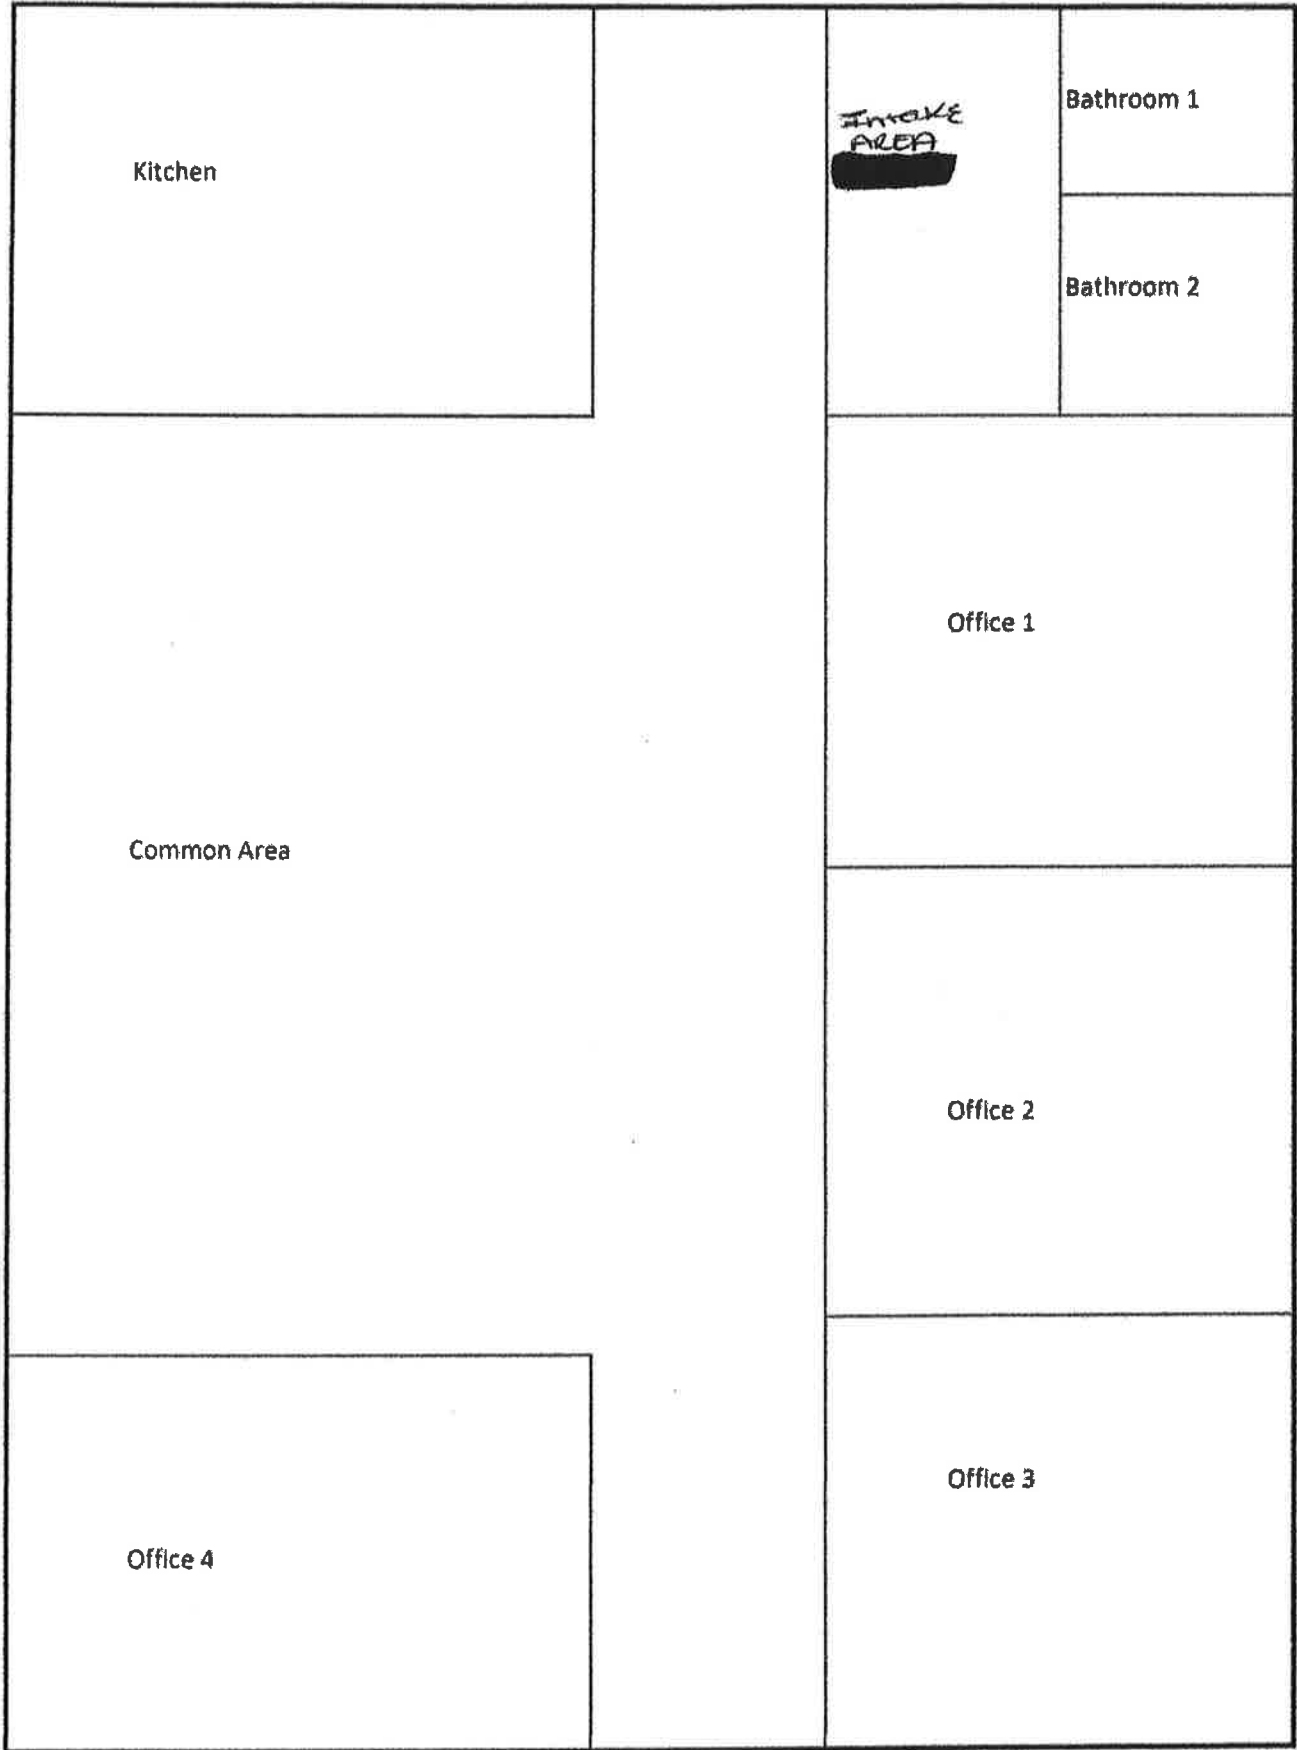 Kitchen
Intake
AREA
Bathroom 1
Bathroom 2
Office 1
Common Area
Office 2
Office 3
Office 4